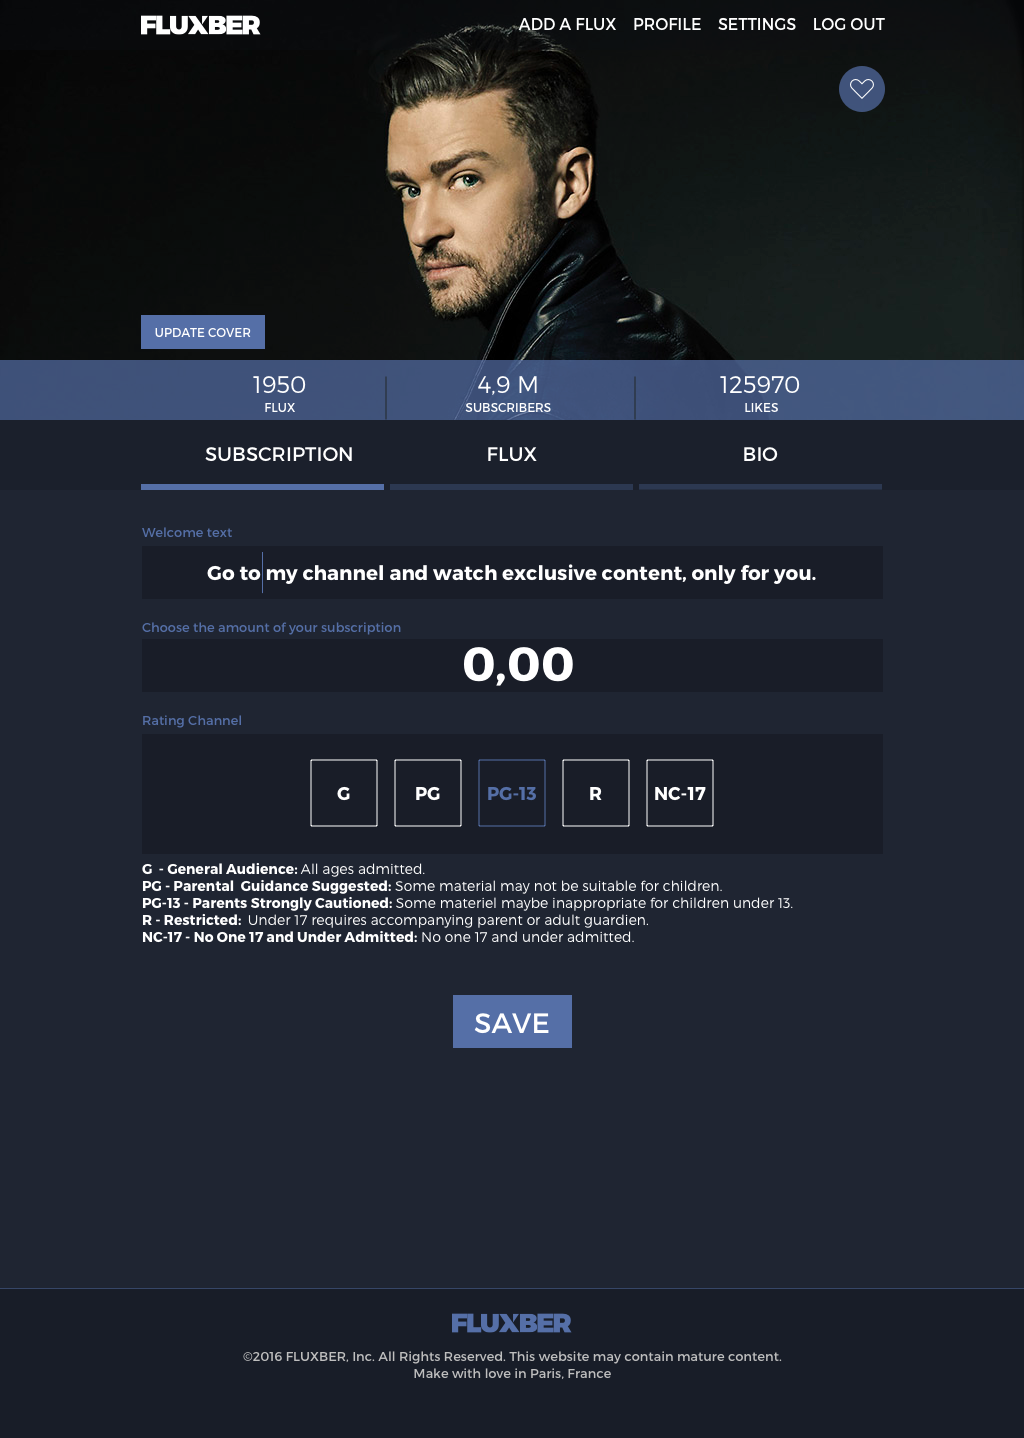 FLUXBER
ADD A FLUX PROFILE SETTINGS LOG OUT
UPDATE COVER
1950 4,9 M 125970
FLUX SUBSCRIBERS LIKES
SUBSCRIPTION FLUX BIO
Welcome text
Go to my channel and watch exclusive content, only for you.
Choose the amount of your subscription
0,00
Rating Channel
G PG PG-13 R NC-17
G - General Audience: All ages admitted.
PG - Parental Guidance Suggested: Some material may not be suitable for children.
PG-13 - Parents Strongly Cautioned: Some materiel maybe inappropriate for children under 13.
R - Restricted: Under 17 requires accompanying parent or adult guardien.
NC-17 - No One 17 and Under Admitted: No one 17 and under admitted.
SAVE
FLUXBER
©2016 FLUXBER, Inc. All Rights Reserved. This website may contain mature content.
Make with love in Paris, France